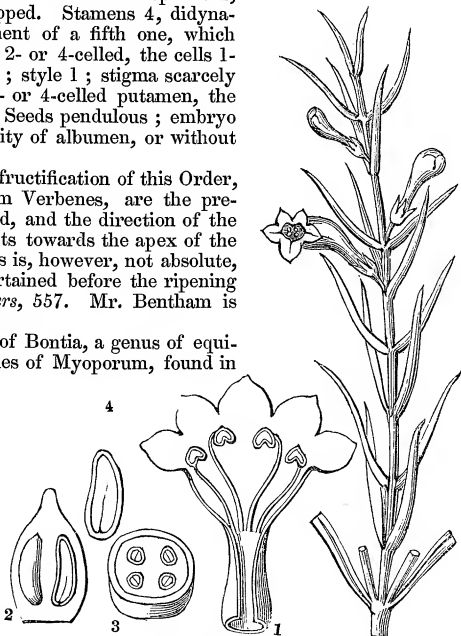 pped. Stamens 4, didyna-
ment of a fifth one, which
2- or 4-celled, the cells 1-
; style 1 ; stigma scarcely
- or 4-celled putamen, the
Seeds pendulous ; embryo
ity of albumen, or without
fructification of this Order,
m Verbenes, are the pre-
d, and the direction of the
ts towards the apex of the
s is, however, not absolute,
rtained before the ripening
ers, 557. Mr. Bentham is
of Bontia, a genus of equi-
es of Myoporum, found in
4
2
3
1